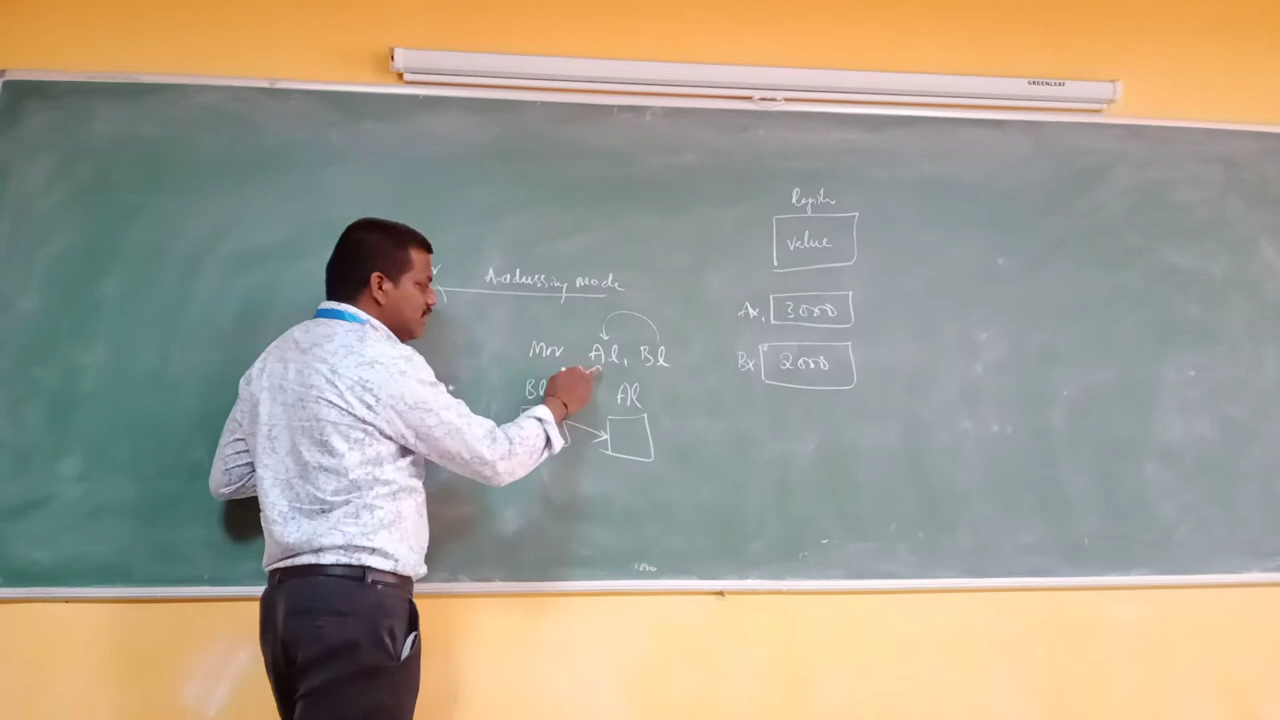 GREENLEAF
Register
value
Addressing mode
Ax, 3000
Mov Al, Bl
Bx 2000
Bl
Al